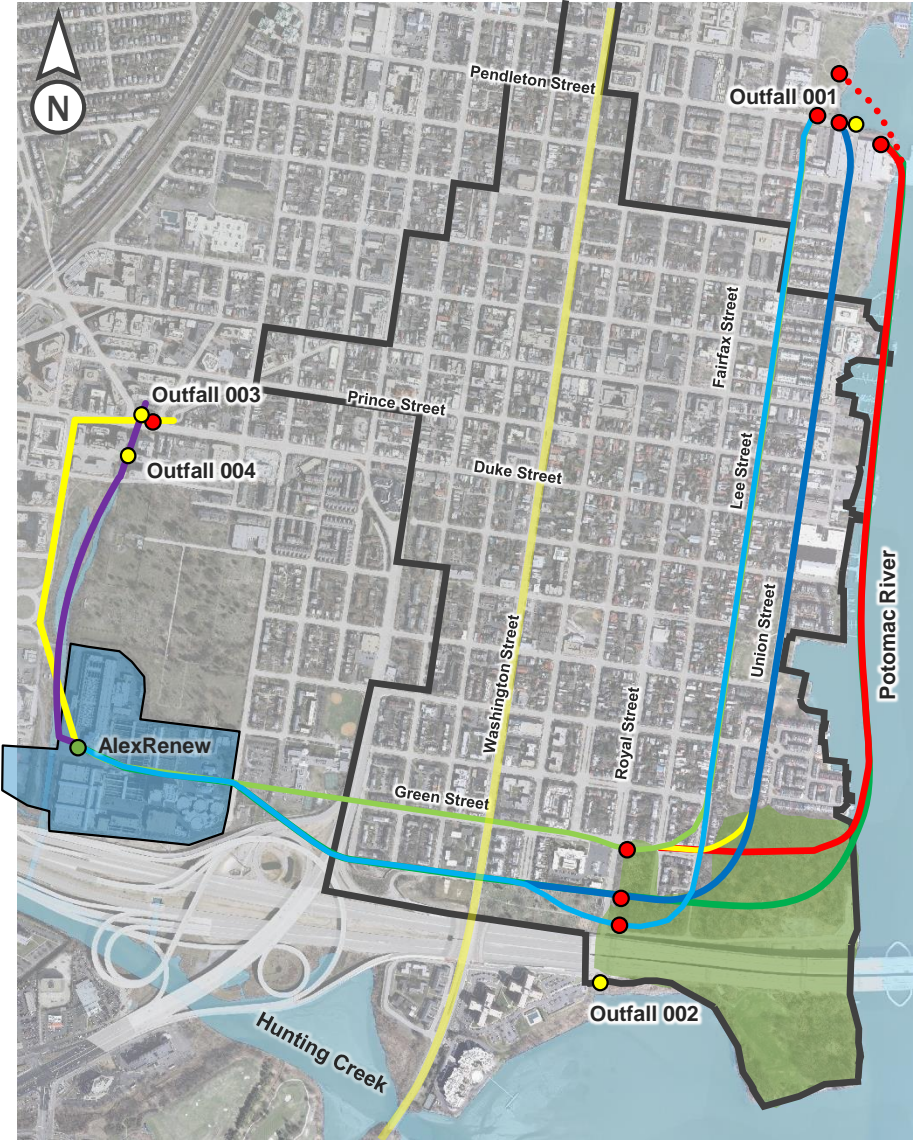 N
Pendleton Street
Outfall 001
Fairfax Street
Outfall 003
Prince Street
Lee Street
Outfall 004
Duke Street
Potomac River
Union Street
Washington Street
Royal Street
AlexRenew
Green Street
Outfall 002
Hunting Creek